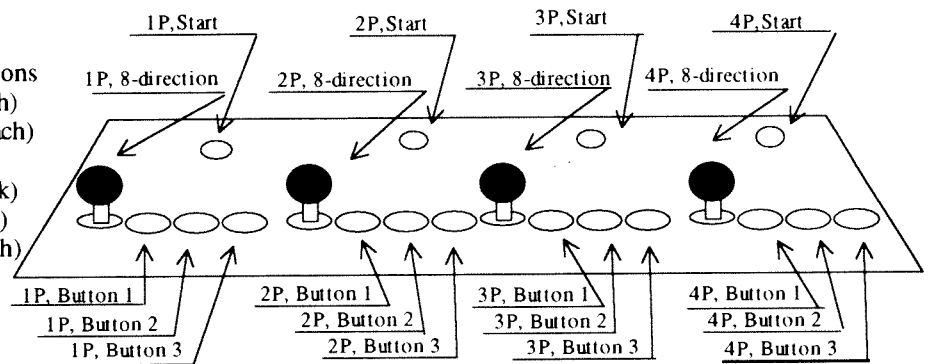 1P,Start 2P,Start 3P,Start 4P,Start
ons
1P, 8-direction 2P, 8-direction 3P, 8-direction 4P, 8-direction
h)
ach)
k)
)
h)
1P, Button 1 2P, Button 1 3P, Button 1 4P, Button 1
1P, Button 2 2P, Button 2 3P, Button 2 4P, Button 2
1P, Button 3 2P, Button 3 3P, Button 3 4P, Button 3